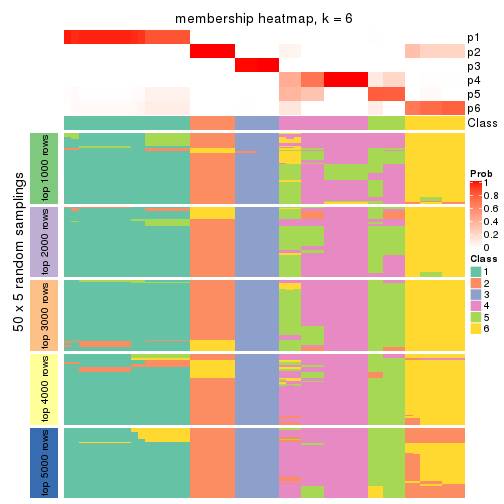 membership heatmap, k = 6
p1
p2
p3
p4
p5
p6
Class
50 x 5 random samplings
top 1000 rows
top 2000 rows
top 3000 rows
top 4000 rows
top 5000 rows
Prob
1
0.8
0.6
0.4
0.2
0
Class
1
2
3
4
5
6